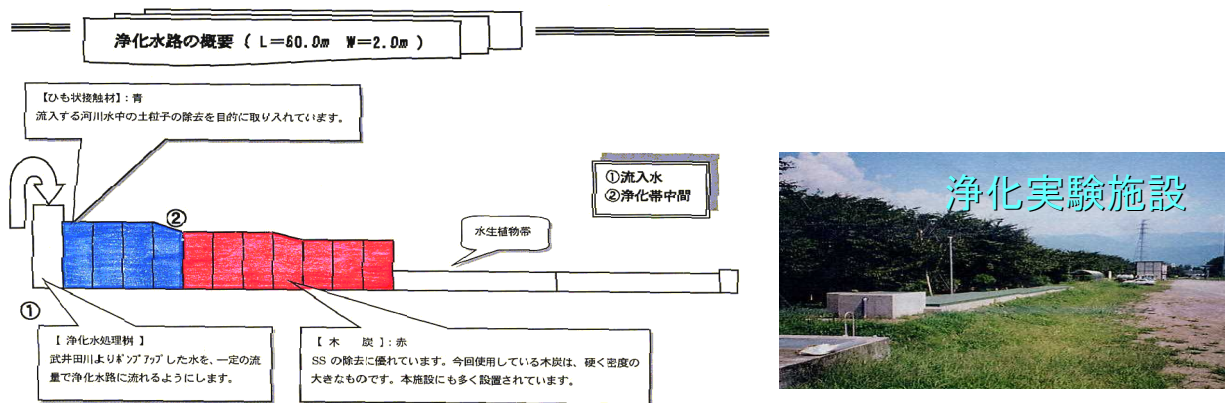 浄化水路の概要 ( L=60.0m W=2.0m )
【ひも状接触材】: 青
流入する河川水中の土粒子の除去を目的に取り入れています。
①流入水
②浄化帯中間
浄化実験施設
②
水生植物帯
①
【 浄化水処理桝 】
武井田川よりポンプアップした水を、一定の流
量で浄化水路に流れるようにします。
【 木 炭 】: 赤
SS の除去に優れています。今回使用している木炭は、硬く密度の
大きなものです。本施設にも多く設置されています。